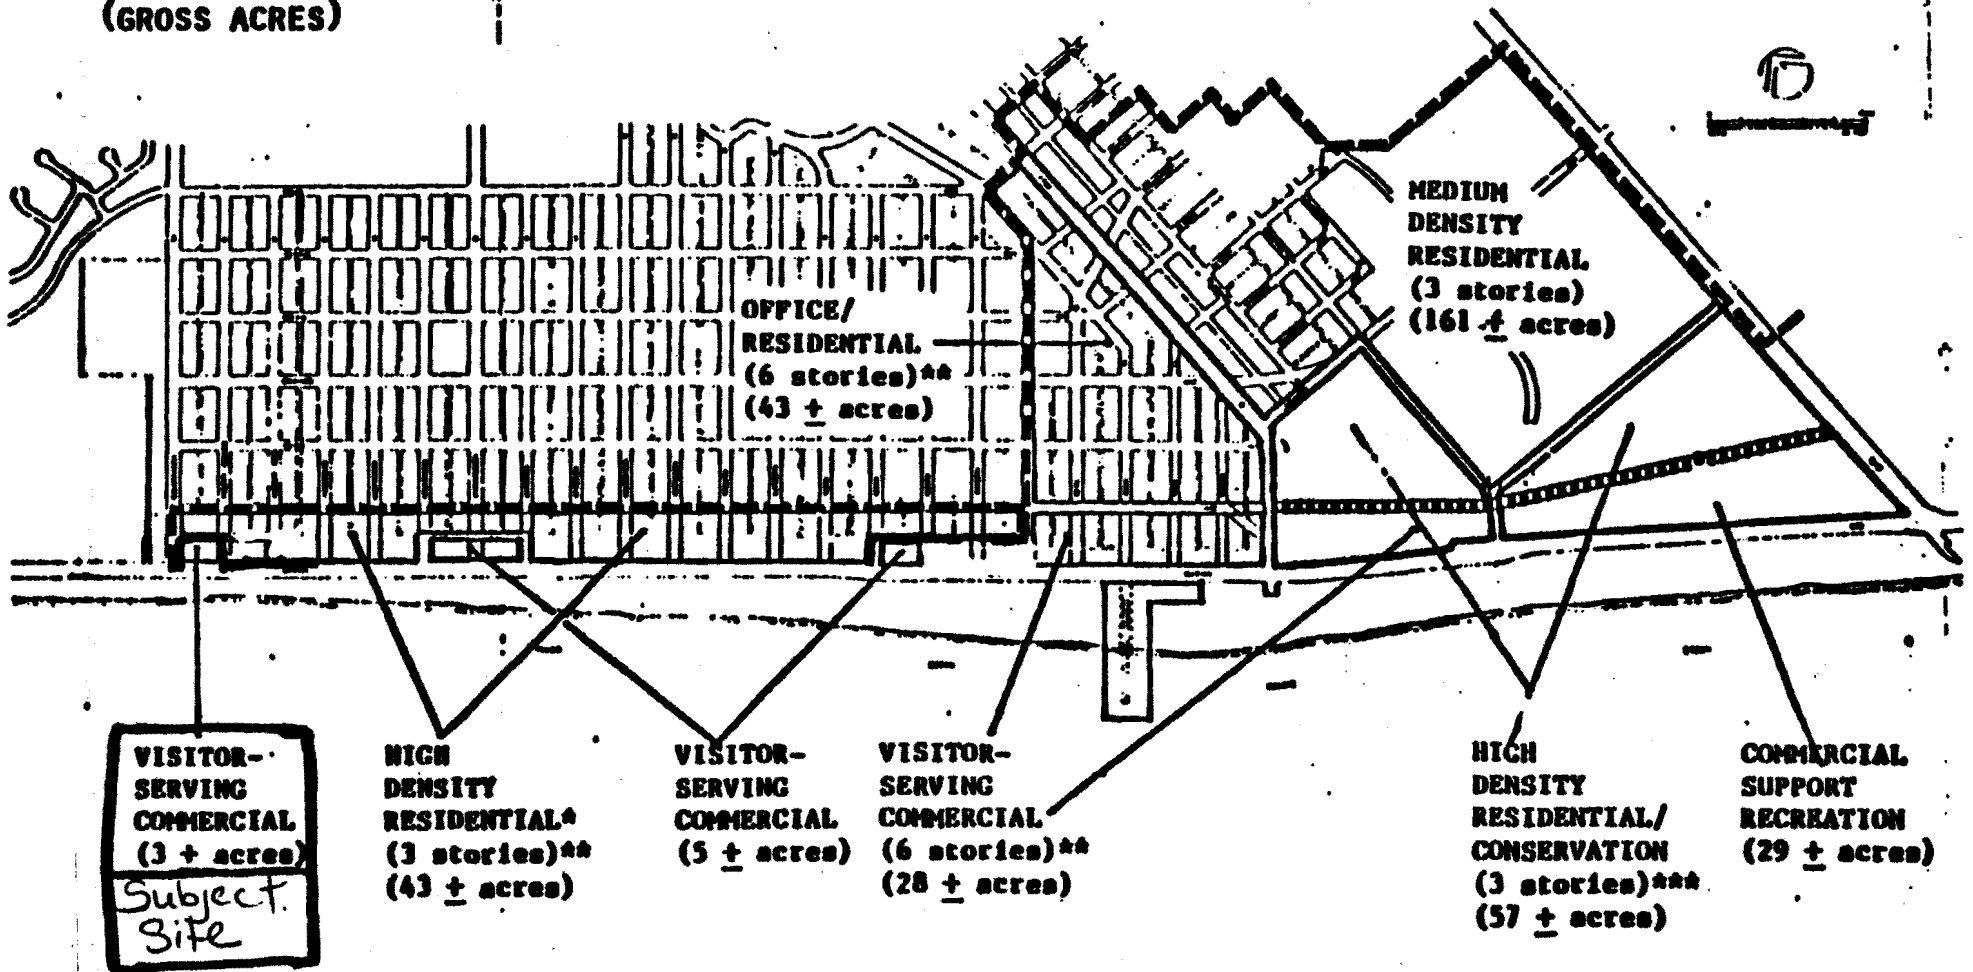 (GROSS ACRES)
MEDIUM
DENSITY
RESIDENTIAL
(3 stories)
(161 ± acres)
OFFICE/
RESIDENTIAL
(6 stories)**
(43 ± acres)
VISITOR-
SERVING
COMMERCIAL
(3 + acres)
Subject
Site
HIGH
DENSITY
RESIDENTIAL*
(3 stories)**
(43 ± acres)
VISITOR-
SERVING
COMMERCIAL
(5 ± acres)
VISITOR-
SERVING
COMMERCIAL
(6 stories)**
(28 ± acres)
HIGH
DENSITY
RESIDENTIAL/
CONSERVATION
(3 stories)***
(57 ± acres)
COMMERCIAL
SUPPORT
RECREATION
(29 ± acres)